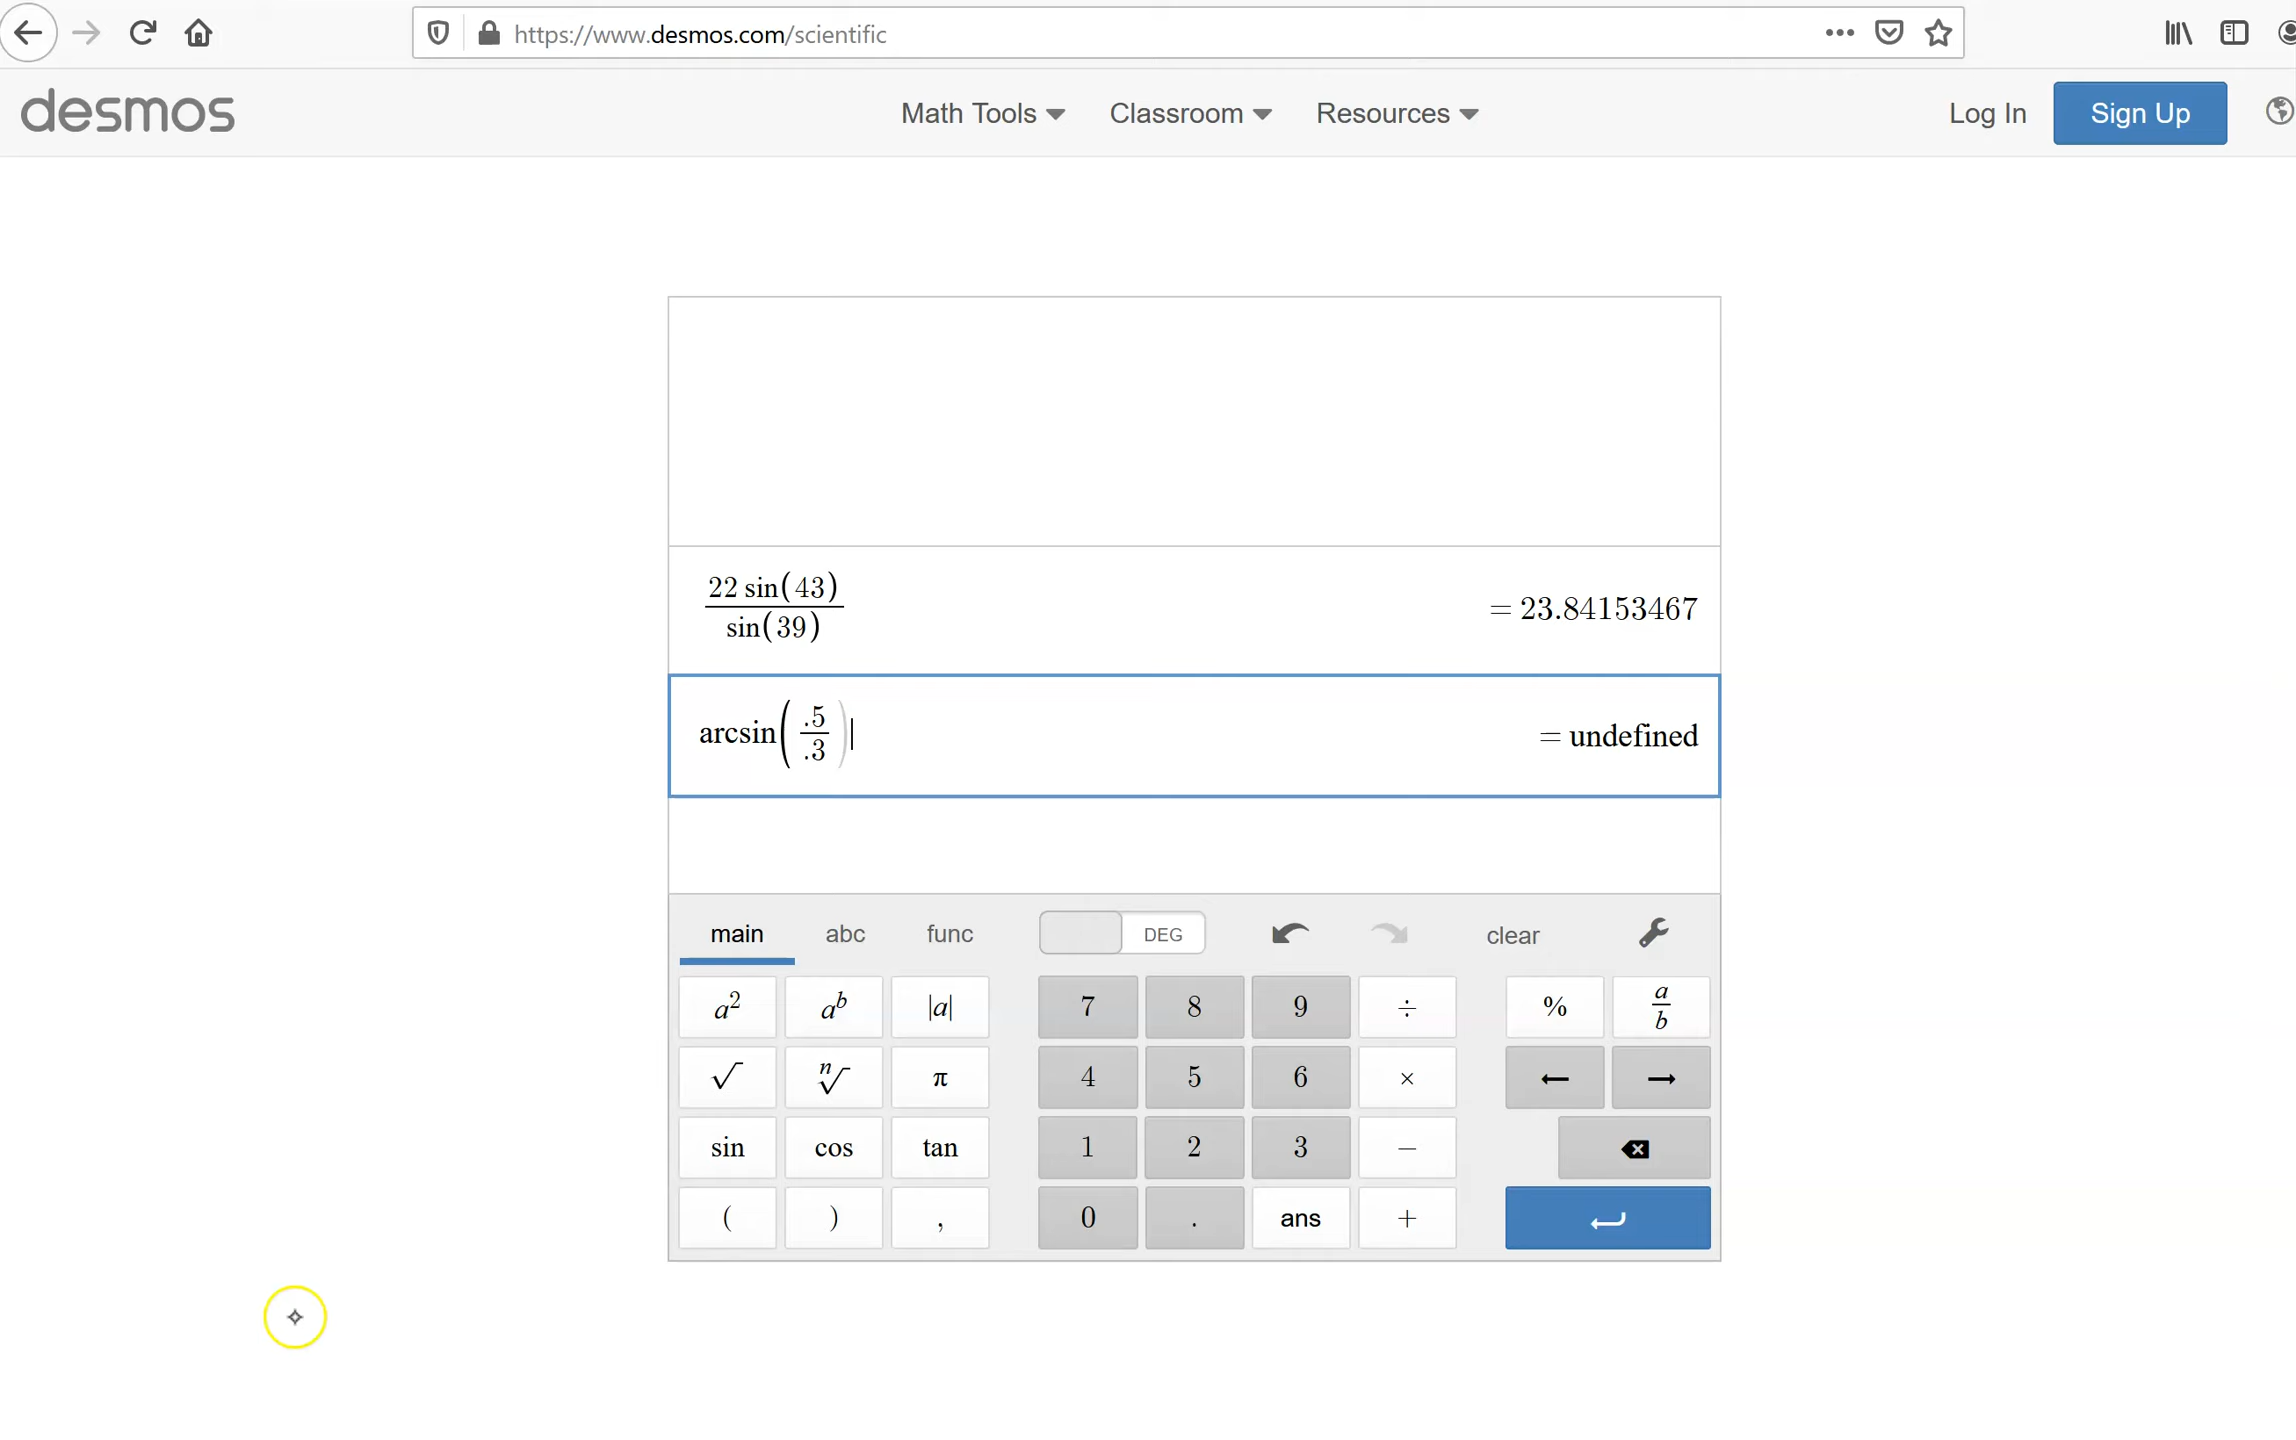 https://www.desmos.com/scientific
desmos
Math Tools
Classroom
Resources
Log In
Sign Up
22 sin(43)
sin(39)
= 23.84153467
arcsin(.5/.3)
= undefined
main abc func DEG clear
a² aᵇ |a| 7 8 9 ÷ % a/b
√ ⁿ√ π 4 5 6 × ← →
sin cos tan 1 2 3 −
( ) , 0 . ans +